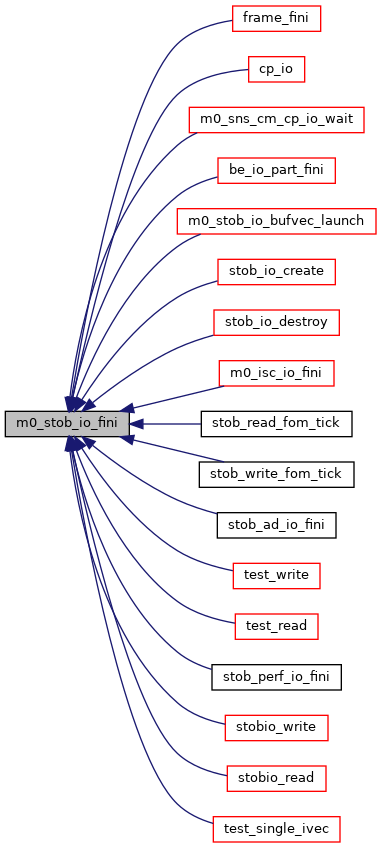 frame_fini
cp_io
m0_sns_cm_cp_io_wait
be_io_part_fini
m0_stob_io_bufvec_launch
stob_io_create
stob_io_destroy
m0_isc_io_fini
m0_stob_io_fini
stob_read_fom_tick
stob_write_fom_tick
stob_ad_io_fini
test_write
test_read
stob_perf_io_fini
stobio_write
stobio_read
test_single_ivec